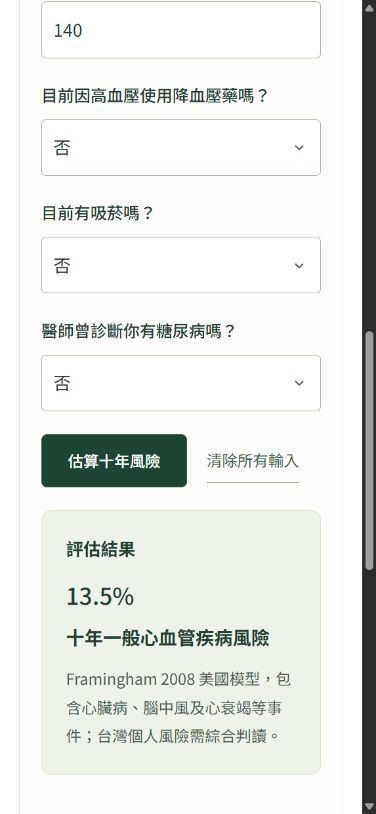 140
目前因高血壓使用降血壓藥嗎？
否
目前有吸菸嗎？
否
醫師曾診斷你有糖尿病嗎？
否
估算十年風險 清除所有輸入
評估結果
13.5%
十年一般心血管疾病風險
Framingham 2008 美國模型，包
含心臟病、腦中風及心衰竭等事
件；台灣個人風險需綜合判讀。